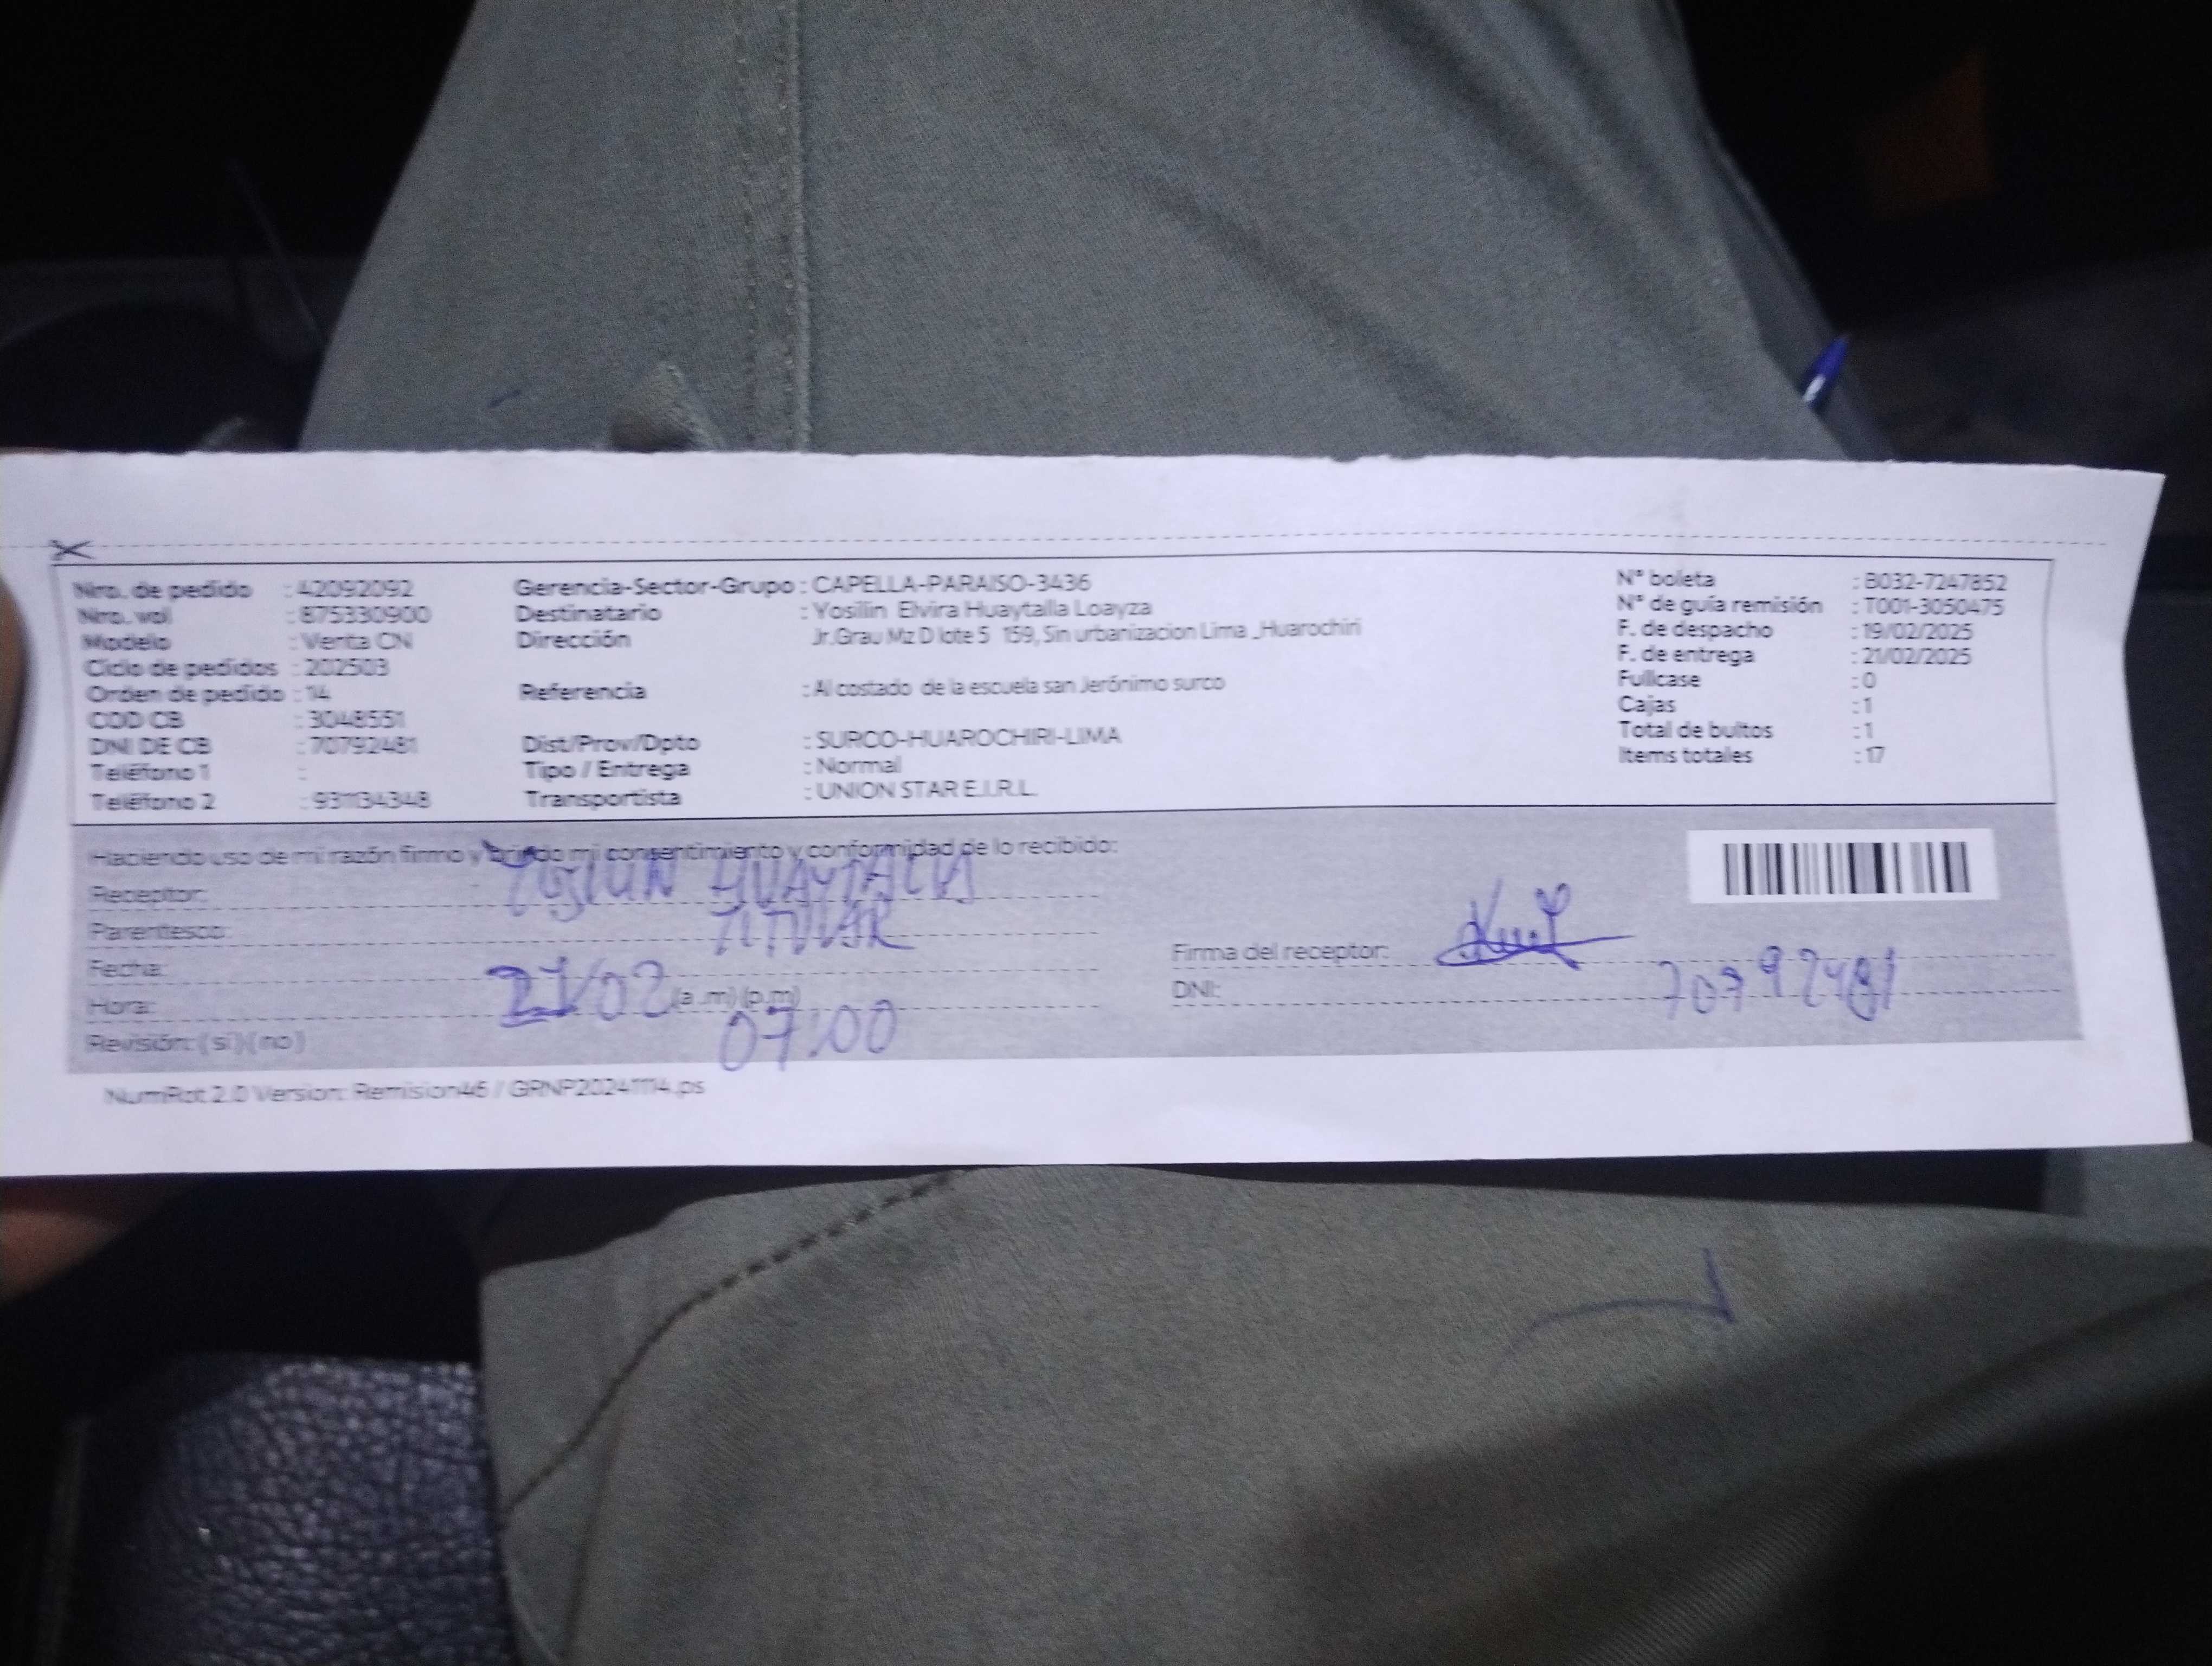 Nro. de pedido : 42092092 Gerencia-Sector-Grupo : CAPELLA-PARAISO-3436 N° boleta : B032-7247852
Nro. vol : 875330900 Destinatario : Yosilin Elvira Huaytalla Loayza N° de guía remisión : T001-3050475
Modelo : Venta CN Dirección Jr.Grau Mz D lote 5 159, Sin urbanizacion Lima _Huarochiri F. de despacho : 19/02/2025
Ciclo de pedidos : 202503 F. de entrega : 21/02/2025
Orden de pedido : 14 Referencia : Al costado de la escuela san Jerónimo surco Fullcase : 0
COD CB : 3048551 Cajas : 1
DNI DE CB : 70792481 Dist/Prov/Dpto : SURCO-HUAROCHIRI-LIMA Total de bultos : 1
Teléfono 1 : Tipo / Entrega : Normal Items totales : 17
Teléfono 2 : 931134348 Transportista : UNION STAR E.I.R.L.
Haciendo uso de mi razón firmo y brindo mi consentimiento y conformidad de lo recibido:
Receptor: YOSILIN HUAYTALLA
Parentesco: TITULAR
Fecha: 21/02 Firma del receptor:
Hora: (a .m) (p.m) 07:00 DNI: 70792481
Revisión: ( si ) ( no )
NumRot 2.0 Version: Remision46 / GRNP20241114.ps